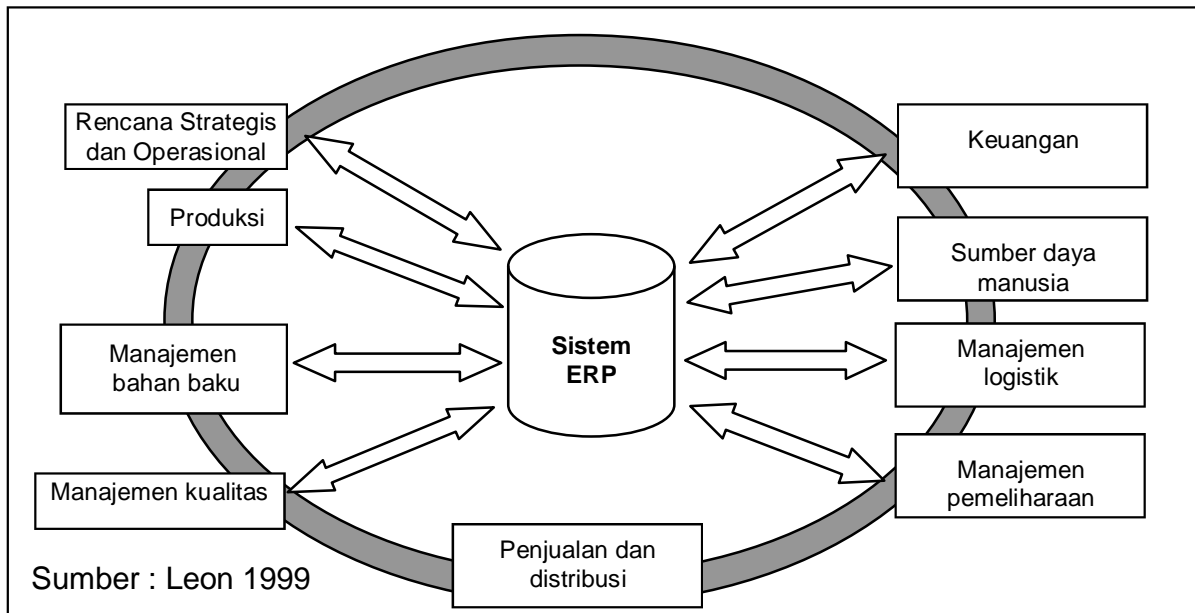 Rencana Strategis
dan Operasional
Produksi
Manajemen
bahan baku
Manajemen kualitas
Sistem
ERP
Keuangan
Sumber daya
manusia
Manajemen
logistik
Manajemen
pemeliharaan
Penjualan dan
distribusi
Sumber : Leon 1999